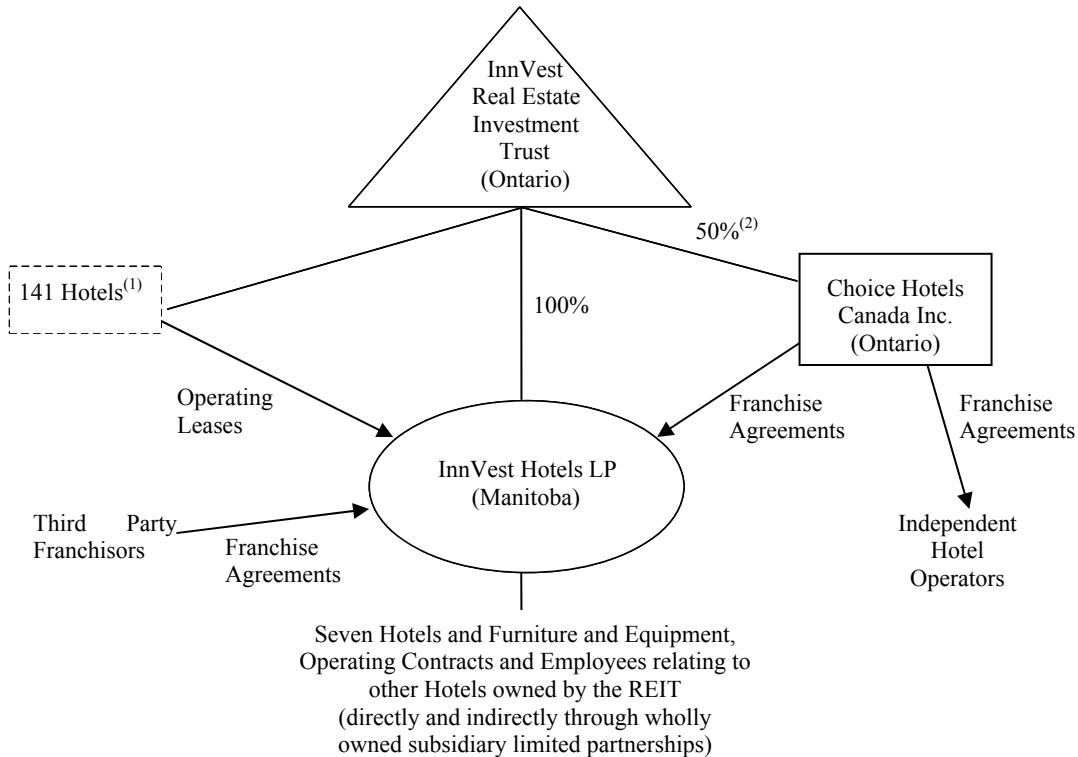 InnVest
Real Estate
Investment
Trust
(Ontario)
50%(2)
141 Hotels(1)
100%
Choice Hotels
Canada Inc.
(Ontario)
Operating
Leases
Franchise
Agreements
Franchise
Agreements
InnVest Hotels LP
(Manitoba)
Third Party
Franchisors
Franchise
Agreements
Independent
Hotel
Operators
Seven Hotels and Furniture and Equipment,
Operating Contracts and Employees relating to
other Hotels owned by the REIT
(directly and indirectly through wholly
owned subsidiary limited partnerships)